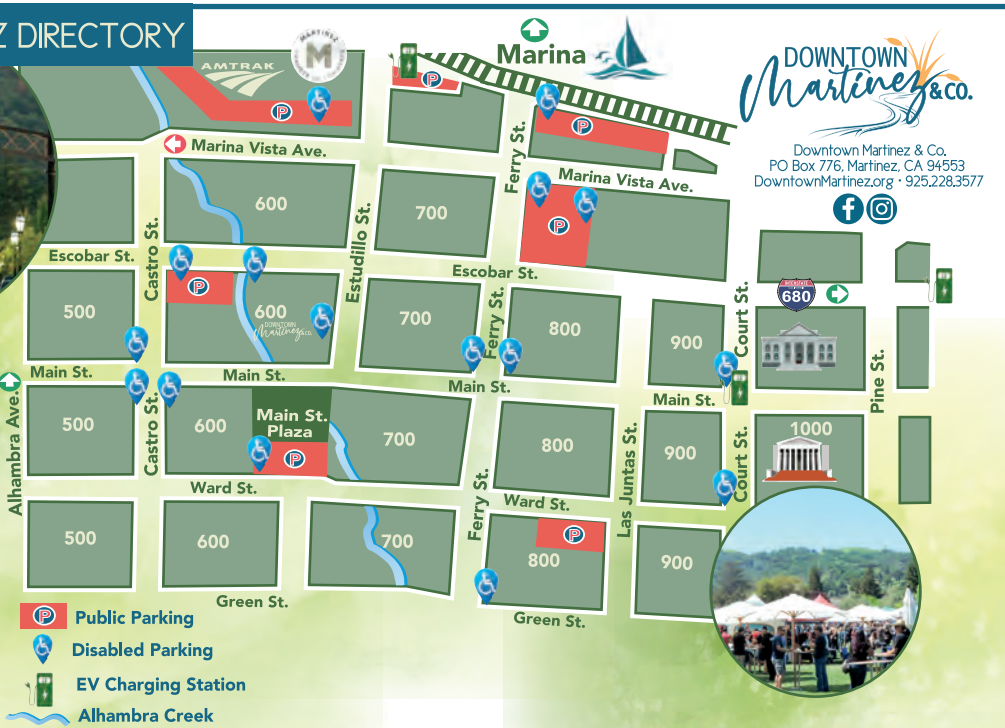 Z DIRECTORY
MARTINEZ
M
Marina
AMTRAK
P
P
P
DOWNTOWN
Martinez
& CO.
Downtown Martinez & Co.
PO Box 776, Martinez, CA 94553
DowntownMartinez.org · 925.228.3577
Marina Vista Ave.
Ferry St.
Marina Vista Ave.
600
700
P
Castro St.
Estudillo St.
Escobar St.
Escobar St.
P
INTERSTATE
680
500
600
DOWNTOWN
Martinez & CO.
700
Ferry St.
800
900
Court St.
Main St.
Main St.
Main St.
Main St.
Pine St.
Alhambra Ave.
500
Castro St.
600
Main St.
Plaza
P
700
800
Las Juntas St.
900
Court St.
1000
Ward St.
Ferry St.
Ward St.
500
600
700
P
800
900
Green St.
Green St.
P Public Parking
Disabled Parking
EV Charging Station
Alhambra Creek